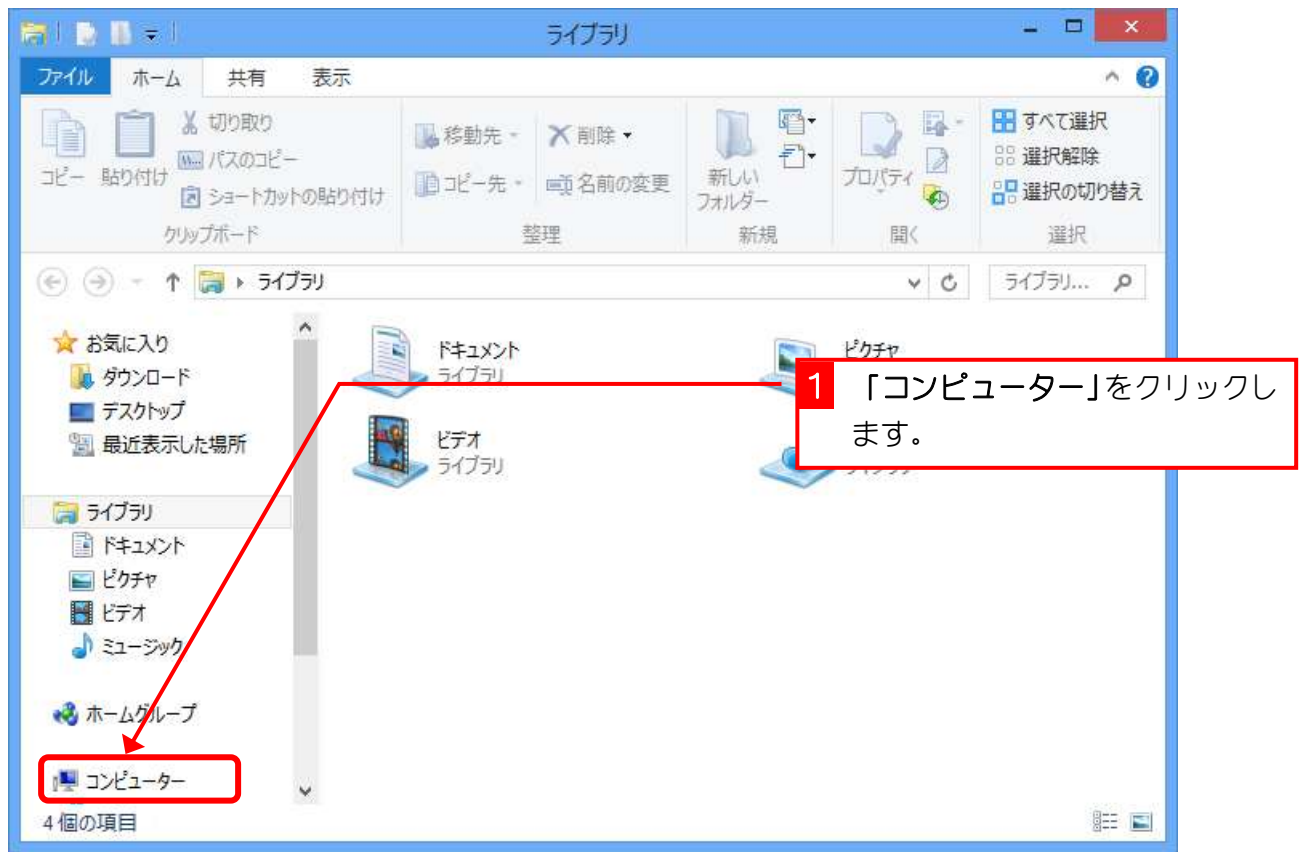 ライブラリ
ファイル ホーム 共有 表示
コピー
貼り付け
切り取り
パスのコピー
ショートカットの貼り付け
クリップボード
移動先
コピー先
削除
名前の変更
整理
新しい
フォルダー
新規
プロパティ
開く
すべて選択
選択解除
選択の切り替え
選択
ライブラリ
ライブラリ...
お気に入り
ダウンロード
デスクトップ
最近表示した場所
ライブラリ
ドキュメント
ピクチャ
ビデオ
ミュージック
ホームグループ
コンピューター
ドキュメント
ライブラリ
ピクチャ
ビデオ
ライブラリ
1 「コンピューター」をクリックし
ます。
4 個の項目